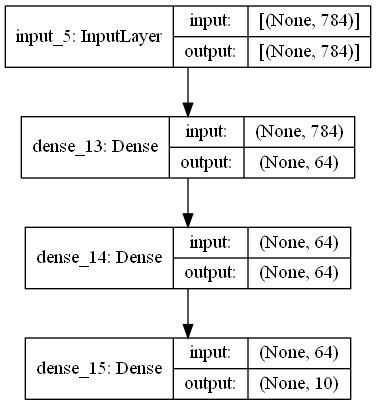 input_5: InputLayer
input: [(None, 784)]
output: [(None, 784)]
dense_13: Dense
input: (None, 784)
output: (None, 64)
dense_14: Dense
input: (None, 64)
output: (None, 64)
dense_15: Dense
input: (None, 64)
output: (None, 10)